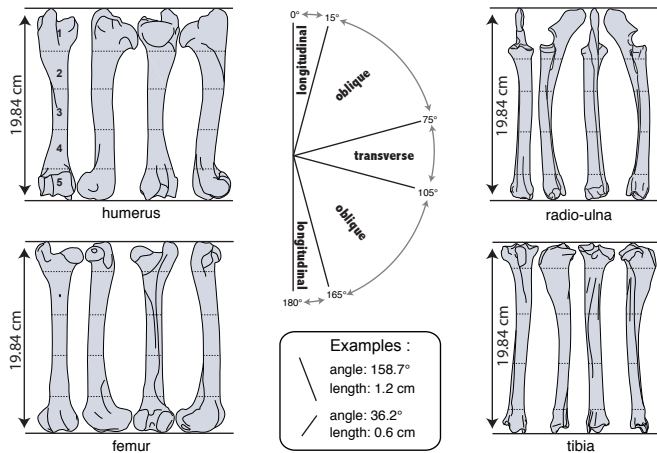 19.84 cm
1
2
3
4
5
humerus
0°
15°
longitudinal
oblique
75°
transverse
105°
oblique
longitudinal
165°
180°
19.84 cm
radio-ulna
19.84 cm
femur
Examples :
angle: 158.7°
length: 1.2 cm
angle: 36.2°
length: 0.6 cm
19.84 cm
tibia